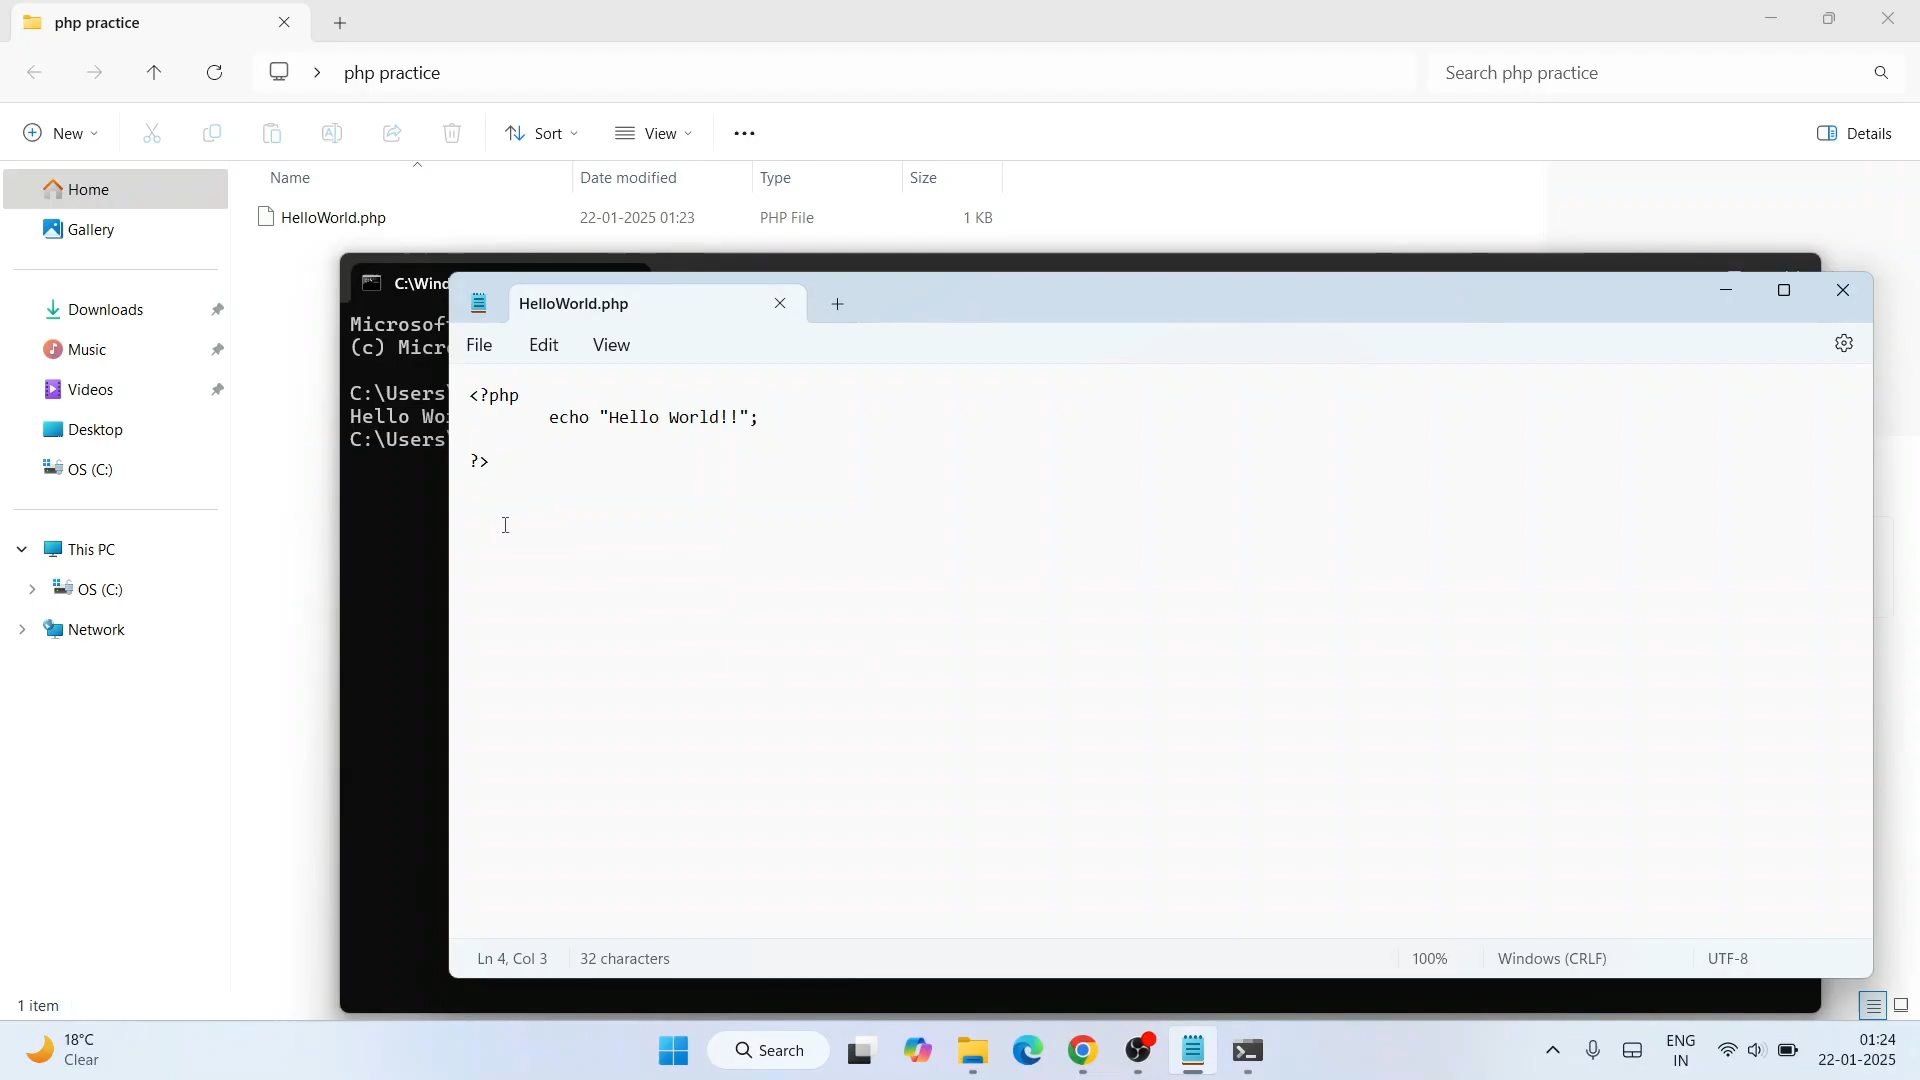 php practice
php practice
Search php practice
New
Sort
View
Details
Home
Gallery
Downloads
Music
Videos
Desktop
OS (C:)
This PC
OS (C:)
Network
Name
Date modified
Type
Size
HelloWorld.php
22-01-2025 01:23
PHP File
1 KB
C:\Wind
(c)
C:\Users
Hello
C:\Users
HelloWorld.php
File
Edit
View
<?php
echo "Hello World!!";
?>
Ln 4, Col 3
32 characters
100%
Windows (CRLF)
UTF-8
1 item
18°C
Clear
Search
ENG
IN
01:24
22-01-2025